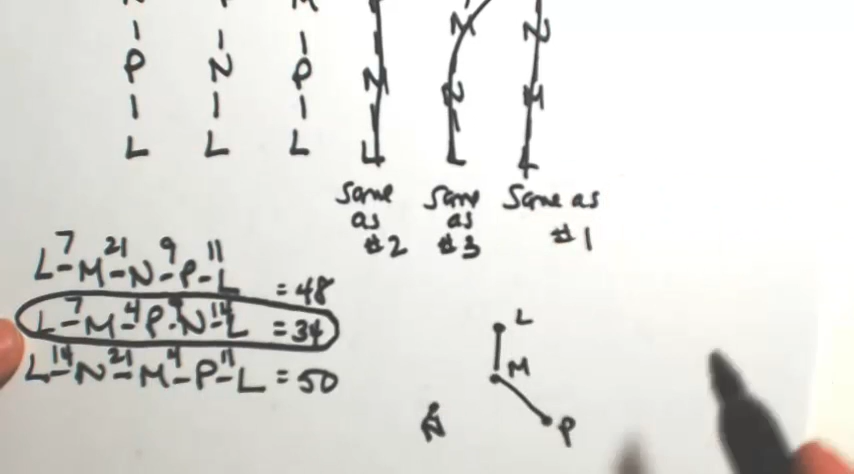 N P M M N
P N P N N M
L L L L L L
Same as #2
Same as #3
Same as #1
7 21 9 11
L-M-N-P-L = 48
7 4 9 14
L-M-P-N-L = 34
14 21 4 11
L-N-M-P-L = 50
L
M
N
P